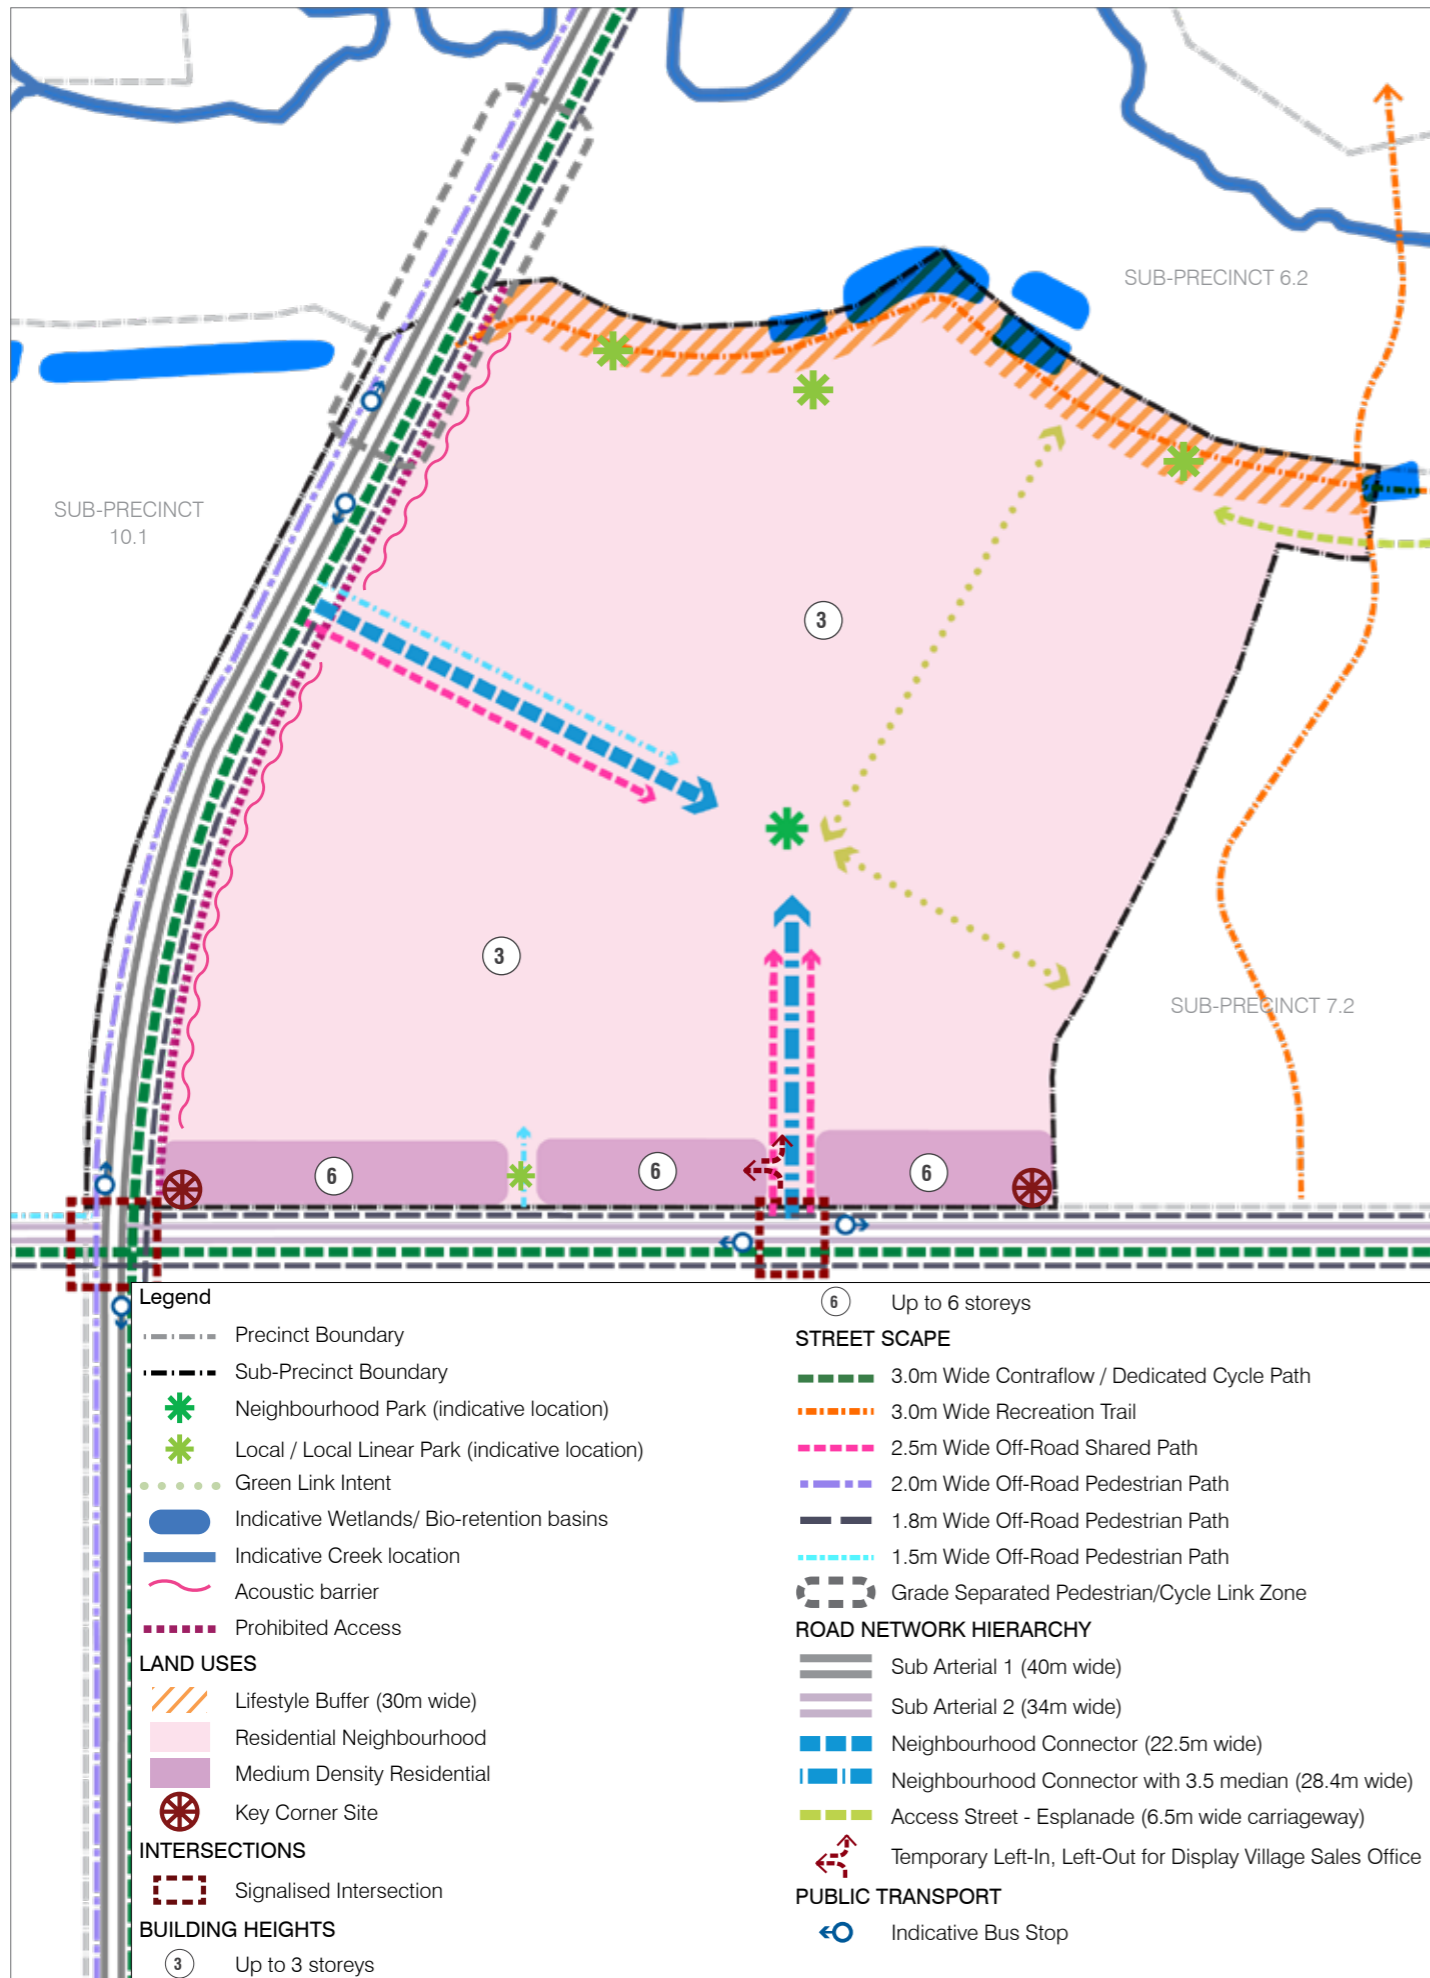 SUB-PRECINCT 6.2
SUB-PRECINCT
10.1
3
3
SUB-PRECINCT 7.2
6
6
6
Legend
Precinct Boundary
Sub-Precinct Boundary
Neighbourhood Park (indicative location)
Local / Local Linear Park (indicative location)
Green Link Intent
Indicative Wetlands/ Bio-retention basins
Indicative Creek location
Acoustic barrier
Prohibited Access
LAND USES
Lifestyle Buffer (30m wide)
Residential Neighbourhood
Medium Density Residential
Key Corner Site
INTERSECTIONS
Signalised Intersection
BUILDING HEIGHTS
3 Up to 3 storeys
6 Up to 6 storeys
STREET SCAPE
3.0m Wide Contraflow / Dedicated Cycle Path
3.0m Wide Recreation Trail
2.5m Wide Off-Road Shared Path
2.0m Wide Off-Road Pedestrian Path
1.8m Wide Off-Road Pedestrian Path
1.5m Wide Off-Road Pedestrian Path
Grade Separated Pedestrian/Cycle Link Zone
ROAD NETWORK HIERARCHY
Sub Arterial 1 (40m wide)
Sub Arterial 2 (34m wide)
Neighbourhood Connector (22.5m wide)
Neighbourhood Connector with 3.5 median (28.4m wide)
Access Street - Esplanade (6.5m wide carriageway)
Temporary Left-In, Left-Out for Display Village Sales Office
PUBLIC TRANSPORT
Indicative Bus Stop